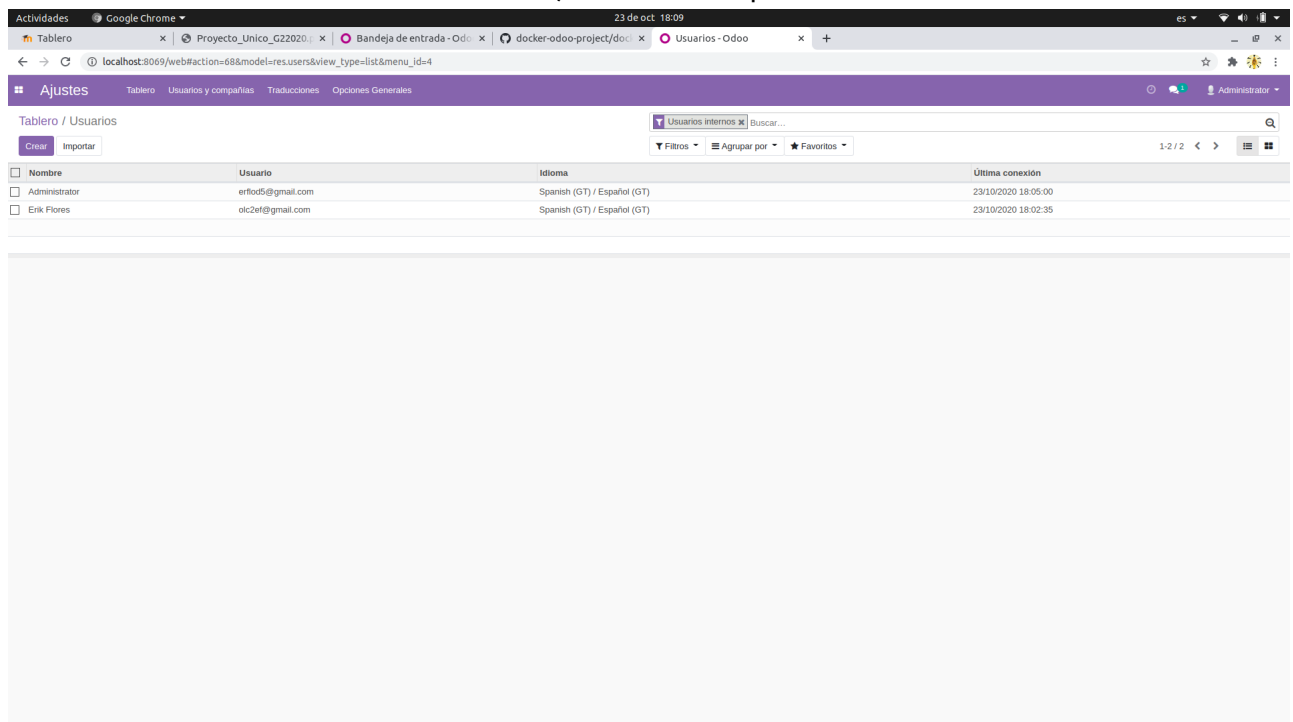 Actividades Google Chrome 23 de oct 18:09 es
Tablero Proyecto_Unico_G22020.p Bandeja de entrada - Odo docker-odoo-project/doc Usuarios - Odoo
localhost:8069/web#action=68&model=res.users&view_type=list&menu_id=4
Ajustes Tablero Usuarios y compañías Traducciones Opciones Generales 1 Administrator
Tablero / Usuarios Usuarios internos Buscar...
Crear Importar Filtros Agrupar por Favoritos 1-2 / 2
Nombre Usuario Idioma Última conexión
Administrator erflod5@gmail.com Spanish (GT) / Español (GT) 23/10/2020 18:05:00
Erik Flores olc2ef@gmail.com Spanish (GT) / Español (GT) 23/10/2020 18:02:35